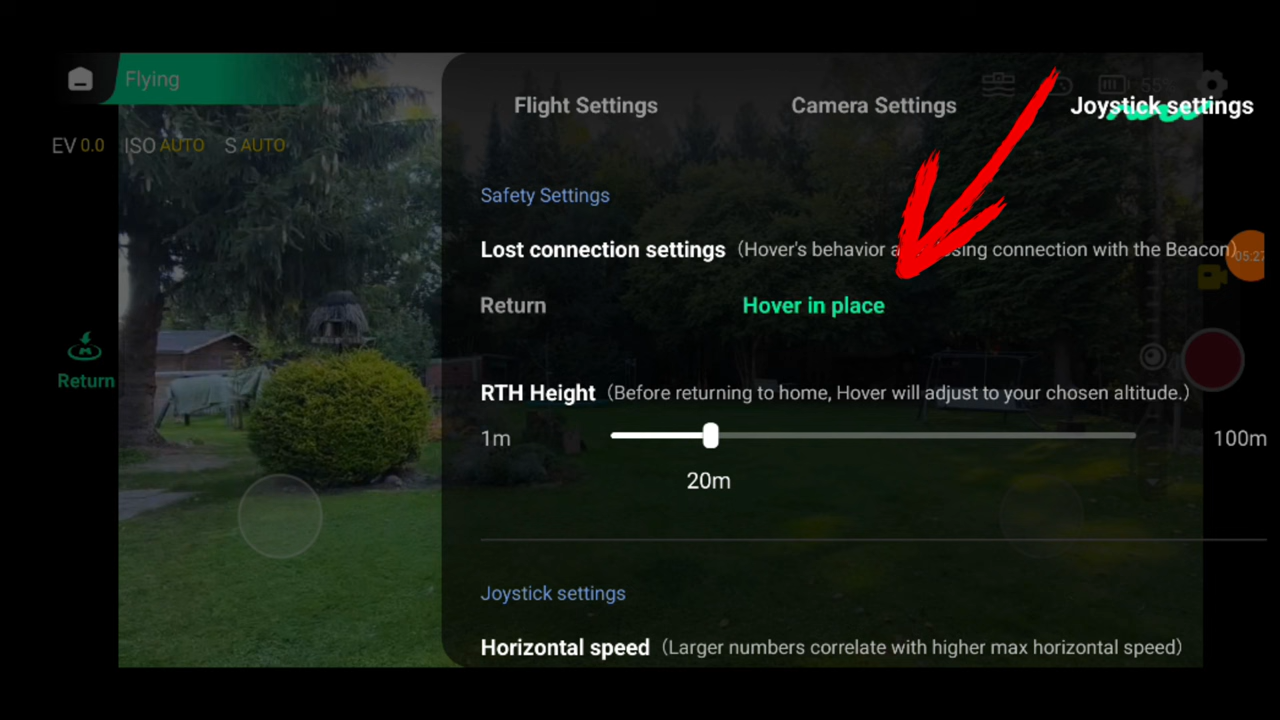 Flying
Flight Settings Camera Settings Joystick settings
55%
EV 0.0 ISO AUTO S AUTO
Safety Settings
Lost connection settings (Hover's behavior a sing connection with the Beacon)
05:27
Return Hover in place
Return
RTH Height (Before returning to home, Hover will adjust to your chosen altitude.)
1m 100m
20m
Joystick settings
Horizontal speed (Larger numbers correlate with higher max horizontal speed)